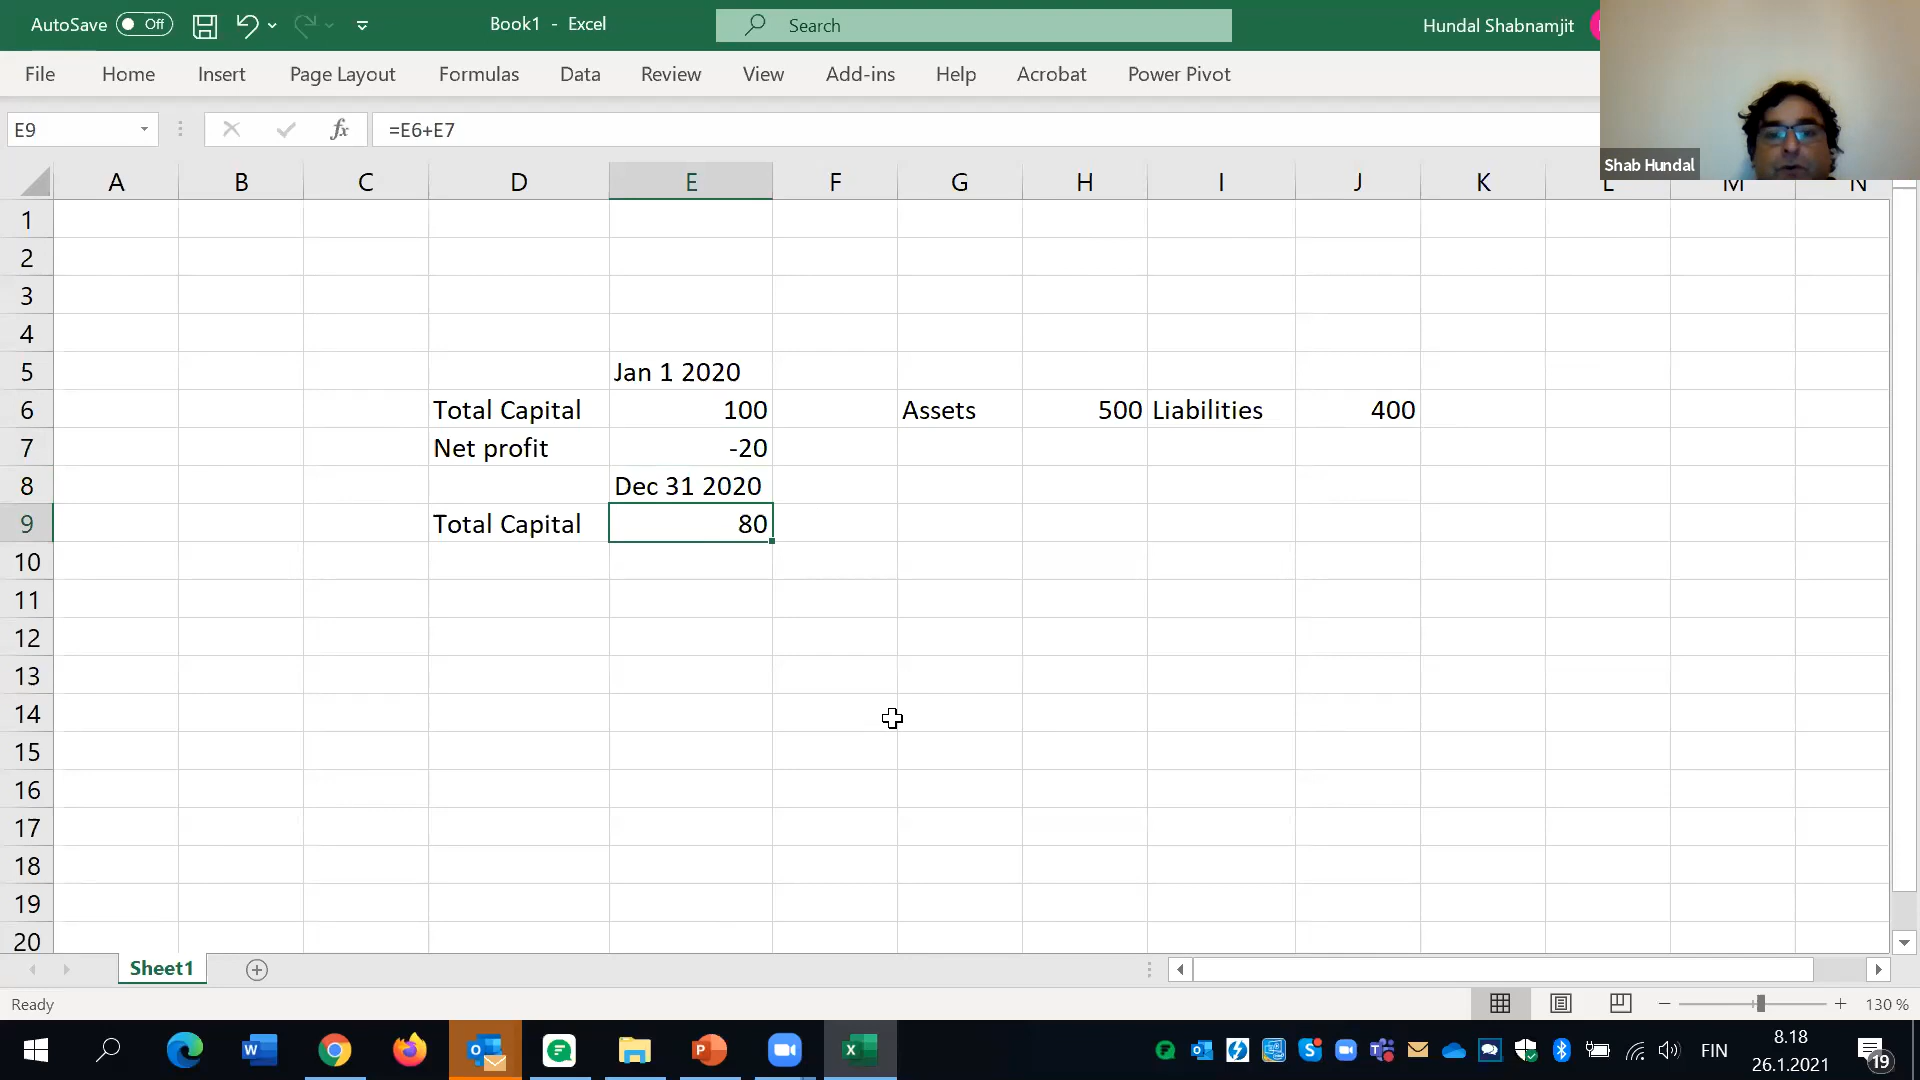 AutoSave Off Book1 - Excel Search Hundal Shabnamjit
File Home Insert Page Layout Formulas Data Review View Add-ins Help Acrobat Power Pivot
Shab Hundal
E9 fx =E6+E7
A B C D E F G H I J K L M N
1
2
3
4
5 Jan 1 2020
6 Total Capital 100 Assets 500 Liabilities 400
7 Net profit -20
8 Dec 31 2020
9 Total Capital 80
10
11
12
13
14
15
16
17
18
19
20
Sheet1
Ready 130 %
FIN 8.18
26.1.2021 19